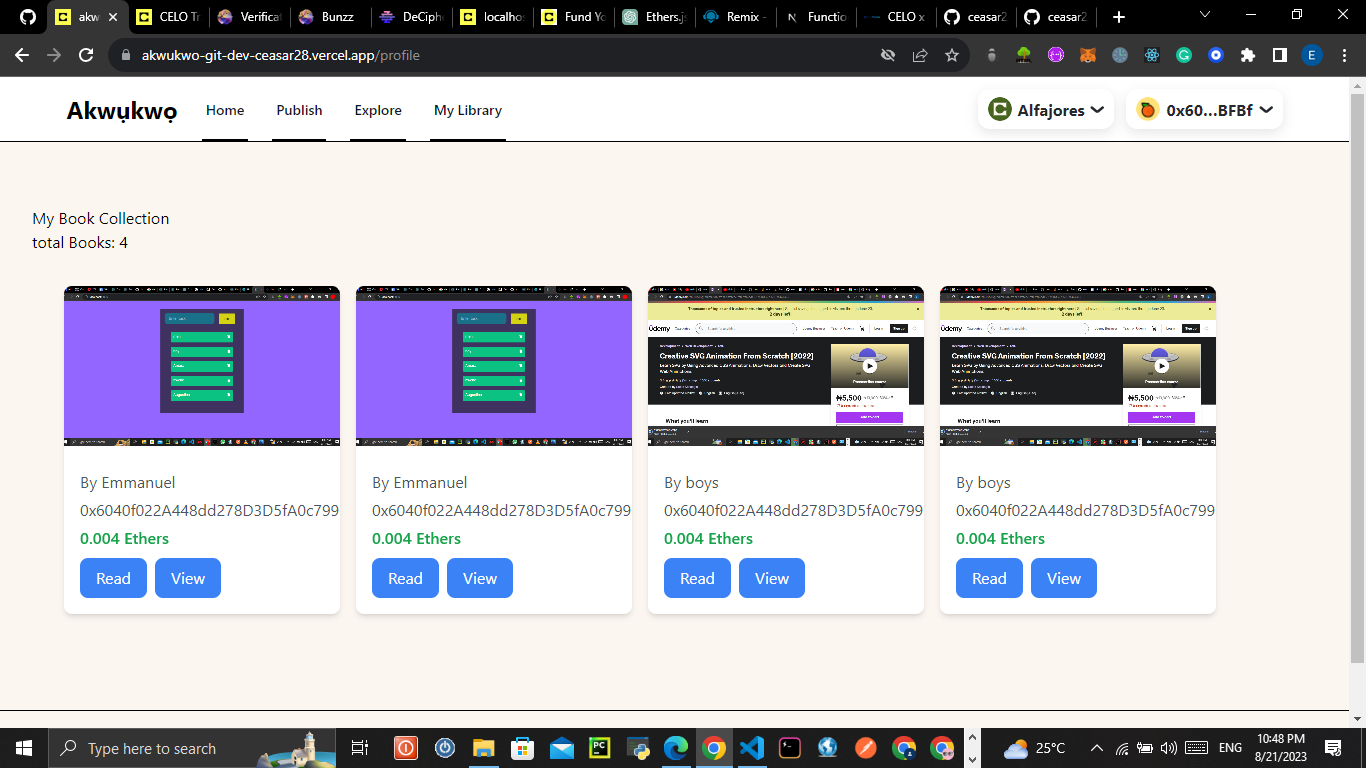 akw
CELO Tr
Verificat
Bunzz
DeCiphe
localhos
Fund Yo
Ethers.js
Remix -
Functio
CELO x
ceasar2
ceasar2
akwukwo-git-dev-ceasar28.vercel.app/profile
E
Akwụkwọ
Home
Publish
Explore
My Library
Alfajores
0x60...BFBf
My Book Collection
total Books: 4
Creative SVG Animation From Scratch [2022]
₦5,500
What you'll learn
Creative SVG Animation From Scratch [2022]
₦5,500
What you'll learn
By Emmanuel
0x6040f022A448dd278D3D5fA0c799
0.004 Ethers
Read
View
By Emmanuel
0x6040f022A448dd278D3D5fA0c799
0.004 Ethers
Read
View
By boys
0x6040f022A448dd278D3D5fA0c799
0.004 Ethers
Read
View
By boys
0x6040f022A448dd278D3D5fA0c799
0.004 Ethers
Read
View
Type here to search
25°C
ENG
10:48 PM
8/21/2023